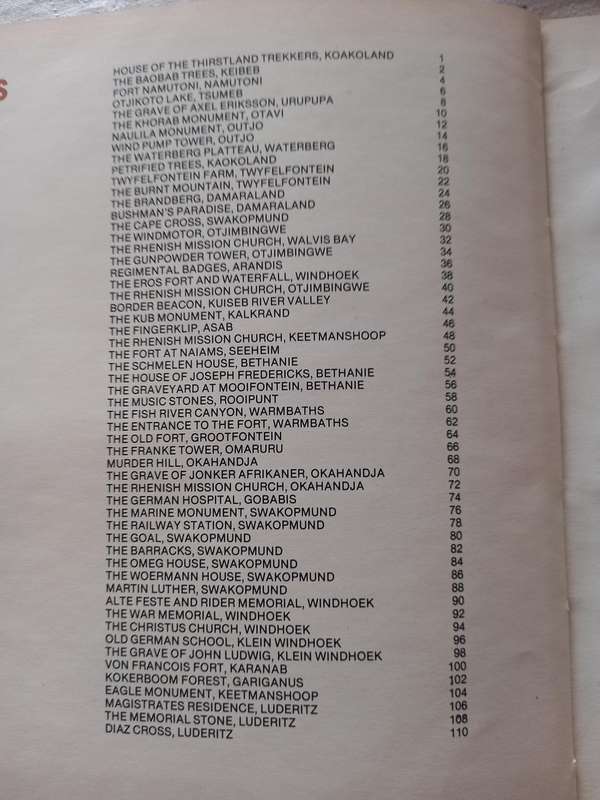 S
HOUSE OF THE THIRSTLAND TREKKERS, KOAKOLAND 1
THE BAOBAB TREES, KEIBEB 2
FORT NAMUTONI, NAMUTONI 4
OTJIKOTO LAKE, TSUMEB 6
THE GRAVE OF AXEL ERIKSSON, URUPUPA 8
THE KHORAB MONUMENT, OTAVI 10
NAULILA MONUMENT, OUTJO 12
WIND PUMP TOWER, OUTJO 14
THE WATERBERG PLATTEAU, WATERBERG 16
PETRIFIED TREES, KAOKOLAND 18
TWYFELFONTEIN FARM, TWYFELFONTEIN 20
THE BURNT MOUNTAIN, TWYFELFONTEIN 22
THE BRANDBERG, DAMARALAND 24
BUSHMAN'S PARADISE, DAMARALAND 26
THE CAPE CROSS, SWAKOPMUND 28
THE WINDMOTOR, OTJIMBINGWE 30
THE RHENISH MISSION CHURCH, WALVIS BAY 32
THE GUNPOWDER TOWER, OTJIMBINGWE 34
REGIMENTAL BADGES, ARANDIS 36
THE EROS FORT AND WATERFALL, WINDHOEK 38
THE RHENISH MISSION CHURCH, OTJIMBINGWE 40
BORDER BEACON, KUISEB RIVER VALLEY 42
THE KUB MONUMENT, KALKRAND 44
THE FINGERKLIP, ASAB 46
THE RHENISH MISSION CHURCH, KEETMANSHOOP 48
THE FORT AT NAIAMS, SEEHEIM 50
THE SCHMELEN HOUSE, BETHANIE 52
THE HOUSE OF JOSEPH FREDERICKS, BETHANIE 54
THE GRAVEYARD AT MOOIFONTEIN, BETHANIE 56
THE MUSIC STONES, ROOIPUNT 58
THE FISH RIVER CANYON, WARMBATHS 60
THE ENTRANCE TO THE FORT, WARMBATHS 62
THE OLD FORT, GROOTFONTEIN 64
THE FRANKE TOWER, OMARURU 66
MURDER HILL, OKAHANDJA 68
THE GRAVE OF JONKER AFRIKANER, OKAHANDJA 70
THE RHENISH MISSION CHURCH, OKAHANDJA 72
THE GERMAN HOSPITAL, GOBABIS 74
THE MARINE MONUMENT, SWAKOPMUND 76
THE RAILWAY STATION, SWAKOPMUND 78
THE GOAL, SWAKOPMUND 80
THE BARRACKS, SWAKOPMUND 82
THE OMEG HOUSE, SWAKOPMUND 84
THE WOERMANN HOUSE, SWAKOPMUND 86
MARTIN LUTHER, SWAKOPMUND 88
ALTE FESTE AND RIDER MEMORIAL, WINDHOEK 90
THE WAR MEMORIAL, WINDHOEK 92
THE CHRISTUS CHURCH, WINDHOEK 94
OLD GERMAN SCHOOL, KLEIN WINDHOEK 96
THE GRAVE OF JOHN LUDWIG, KLEIN WINDHOEK 98
VON FRANCOIS FORT, KARANAB 100
KOKERBOOM FOREST, GARIGANUS 102
EAGLE MONUMENT, KEETMANSHOOP 104
MAGISTRATES RESIDENCE, LUDERITZ 106
THE MEMORIAL STONE, LUDERITZ 108
DIAZ CROSS, LUDERITZ 110